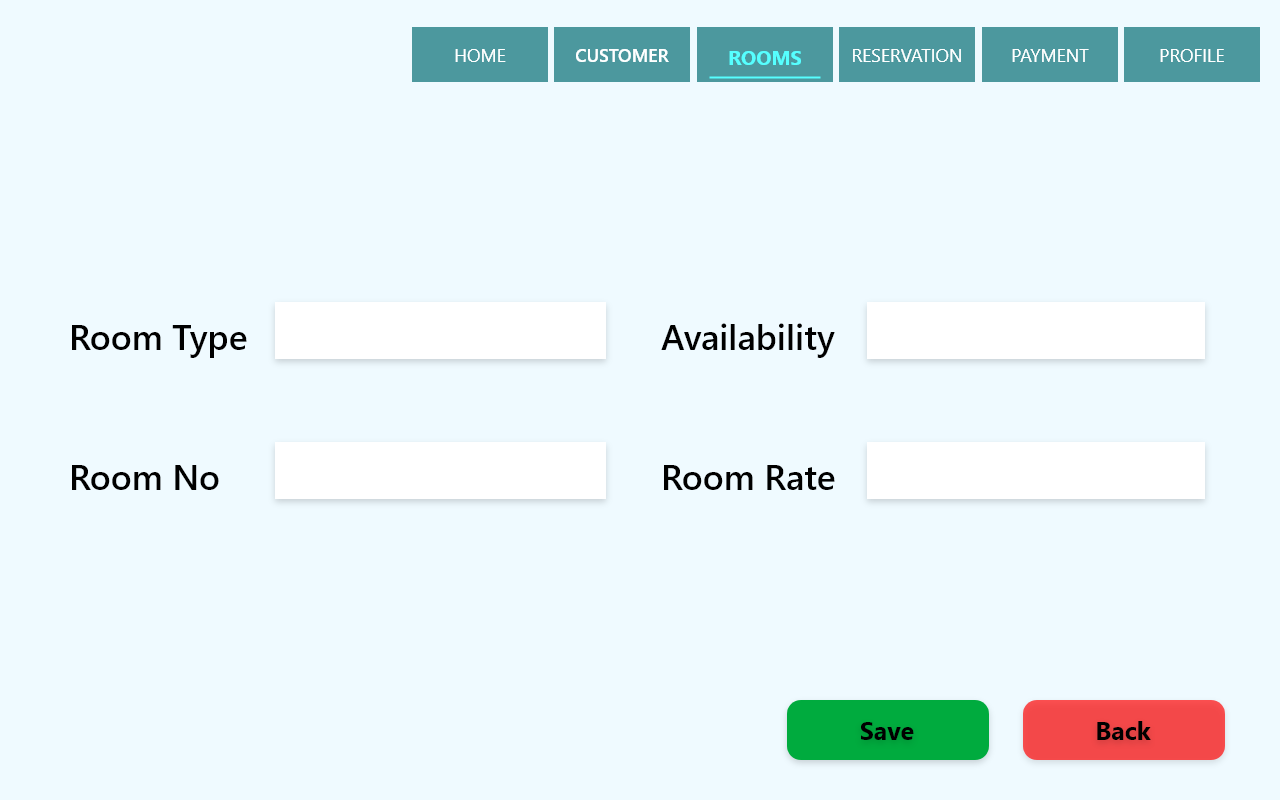 HOME CUSTOMER ROOMS RESERVATION PAYMENT PROFILE
Room Type Availability
Room No Room Rate
Save Back